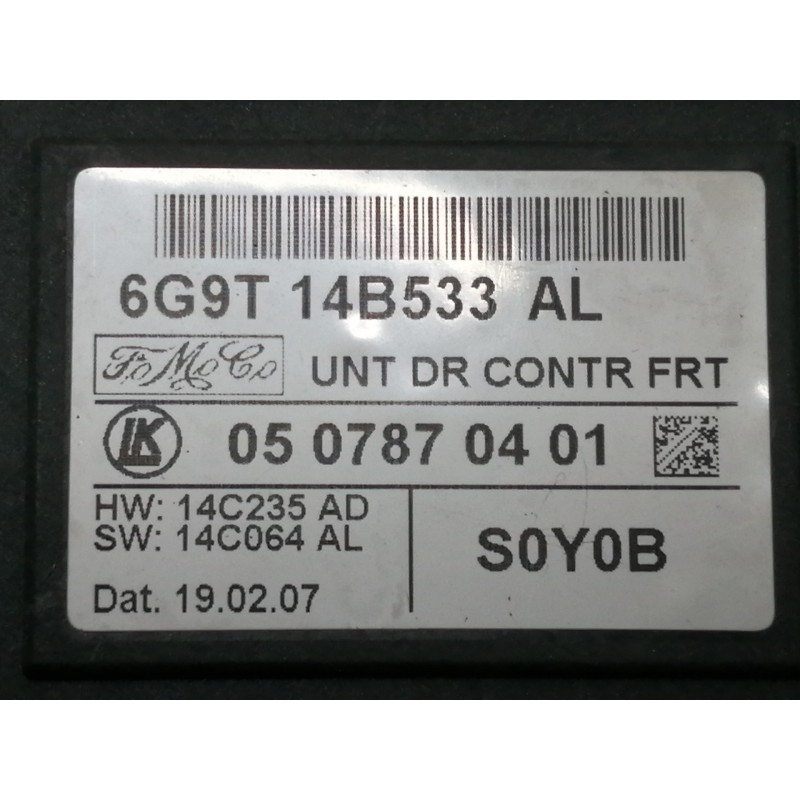 6G9T 14B533 AL
FoMoCo UNT DR CONTR FRT
LK 05 0787 04 01
HW: 14C235 AD
SW: 14C064 AL
S0Y0B
Dat. 19.02.07